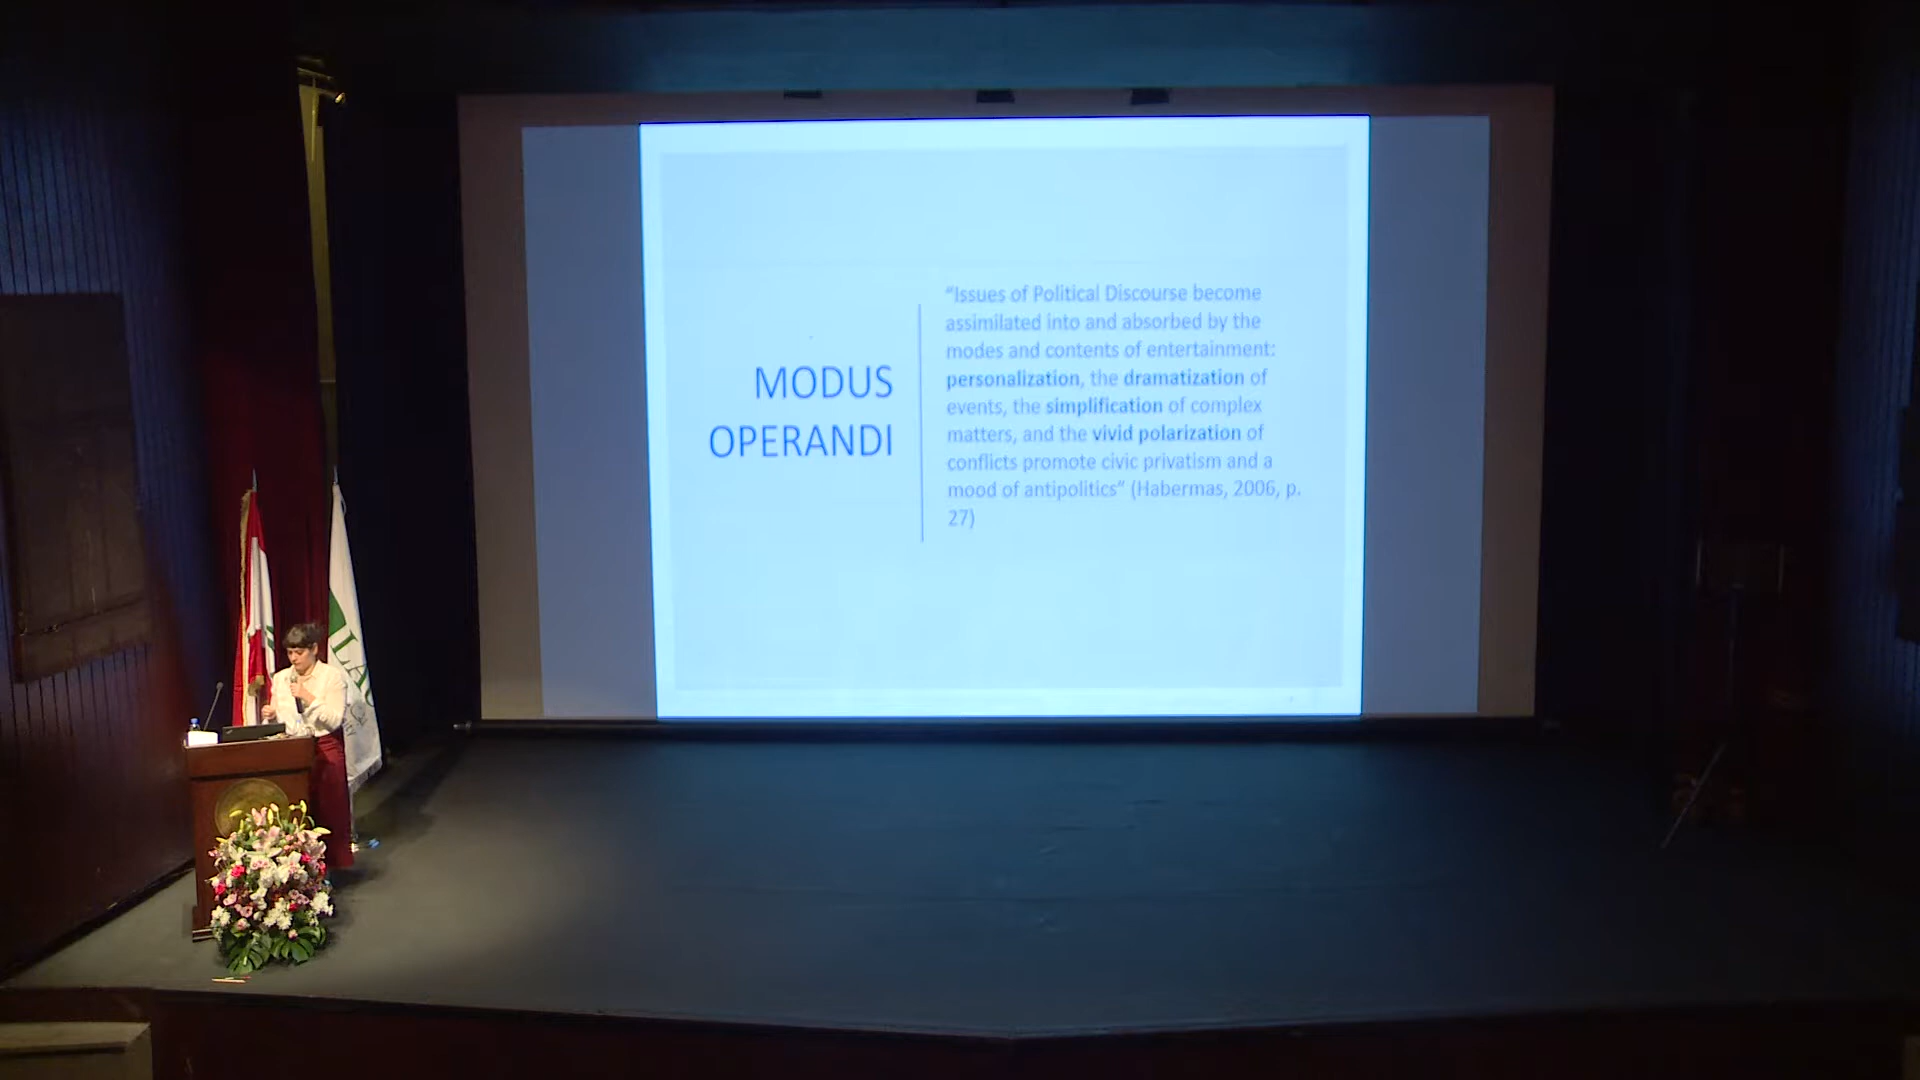 MODUS
OPERANDI
“Issues of Political Discourse become
assimilated into and absorbed by the
modes and contents of entertainment:
personalization, the dramatization of
events, the simplification of complex
matters, and the vivid polarization of
conflicts promote civic privatism and a
mood of antipolitics” (Habermas, 2006, p.
27)